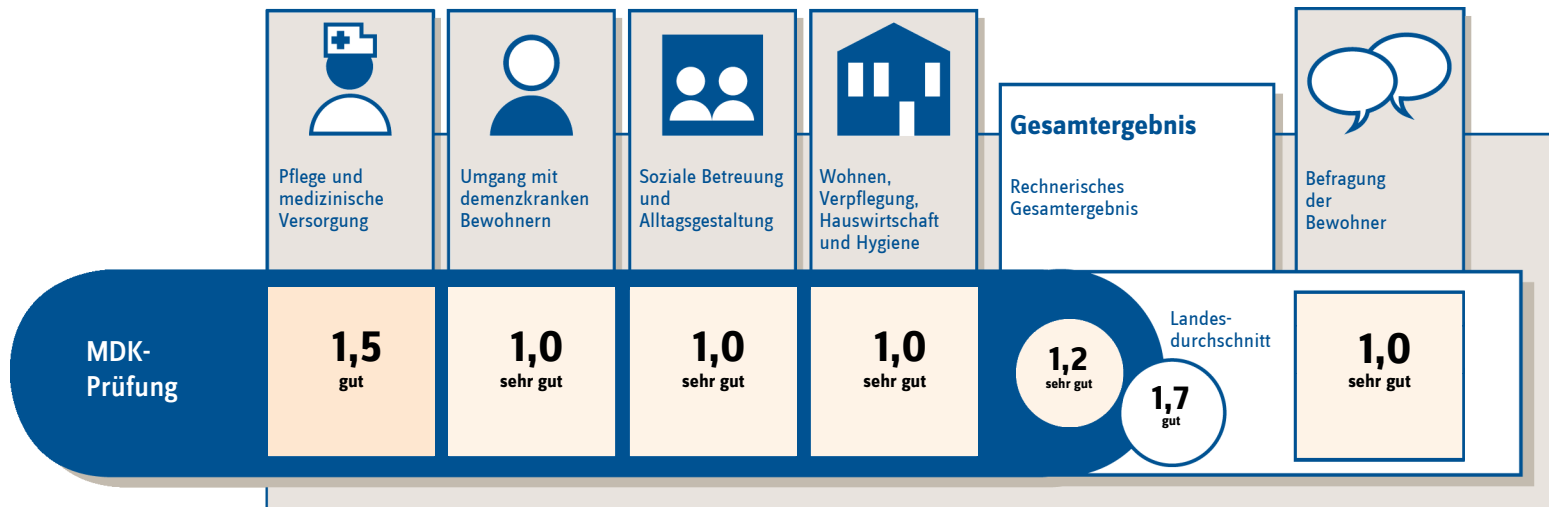 Pflege und
medizinische
Versorgung
Umgang mit
demenzkranken
Bewohnern
Soziale Betreuung
und
Alltagsgestaltung
Wohnen,
Verpflegung,
Hauswirtschaft
und Hygiene
Gesamtergebnis
Rechnerisches
Gesamtergebnis
Befragung
der
Bewohner
MDK-
Prüfung
1,5
gut
1,0
sehr gut
1,0
sehr gut
1,0
sehr gut
1,2
sehr gut
Landes-
durchschnitt
1,7
gut
1,0
sehr gut